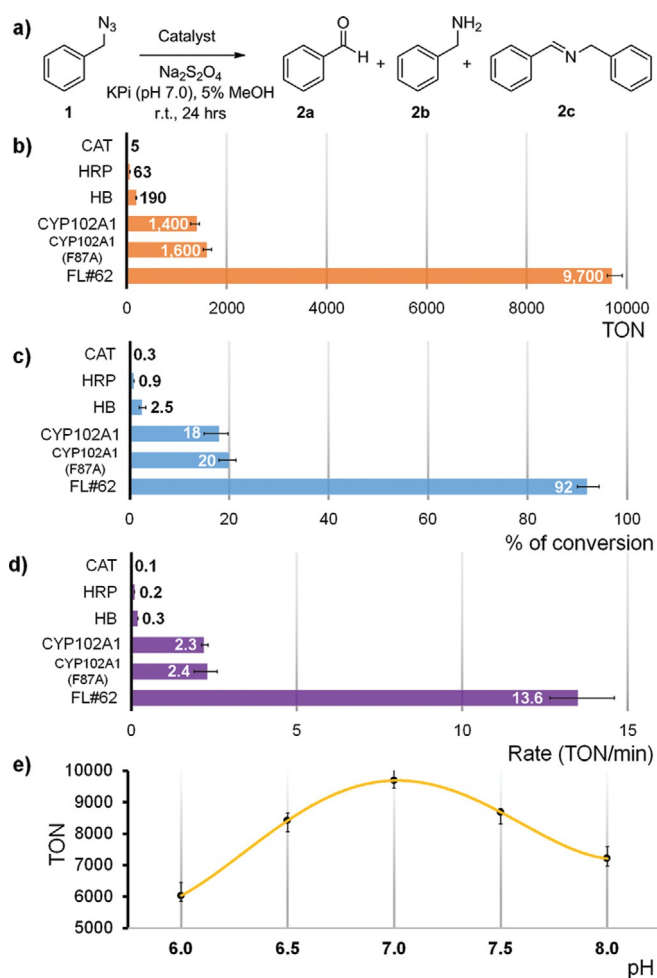 a)
N₃
Catalyst
Na₂S₂O₄
KPi (pH 7.0), 5% MeOH
r.t., 24 hrs
1
O
H
+
NH₂
+
N
2a
2b
2c
b)
CAT 5
HRP 63
HB 190
CYP102A1 1,400
CYP102A1 (F87A) 1,600
FL#62 9,700
0 2000 4000 6000 8000 10000
TON
c)
CAT 0.3
HRP 0.9
HB 2.5
CYP102A1 18
CYP102A1 (F87A) 20
FL#62 92
0 20 40 60 80 100
% of conversion
d)
CAT 0.1
HRP 0.2
HB 0.3
CYP102A1 2.3
CYP102A1 (F87A) 2.4
FL#62 13.6
0 5 10 15
Rate (TON/min)
e)
TON
10000
9000
8000
7000
6000
5000
6.0 6.5 7.0 7.5 8.0
pH